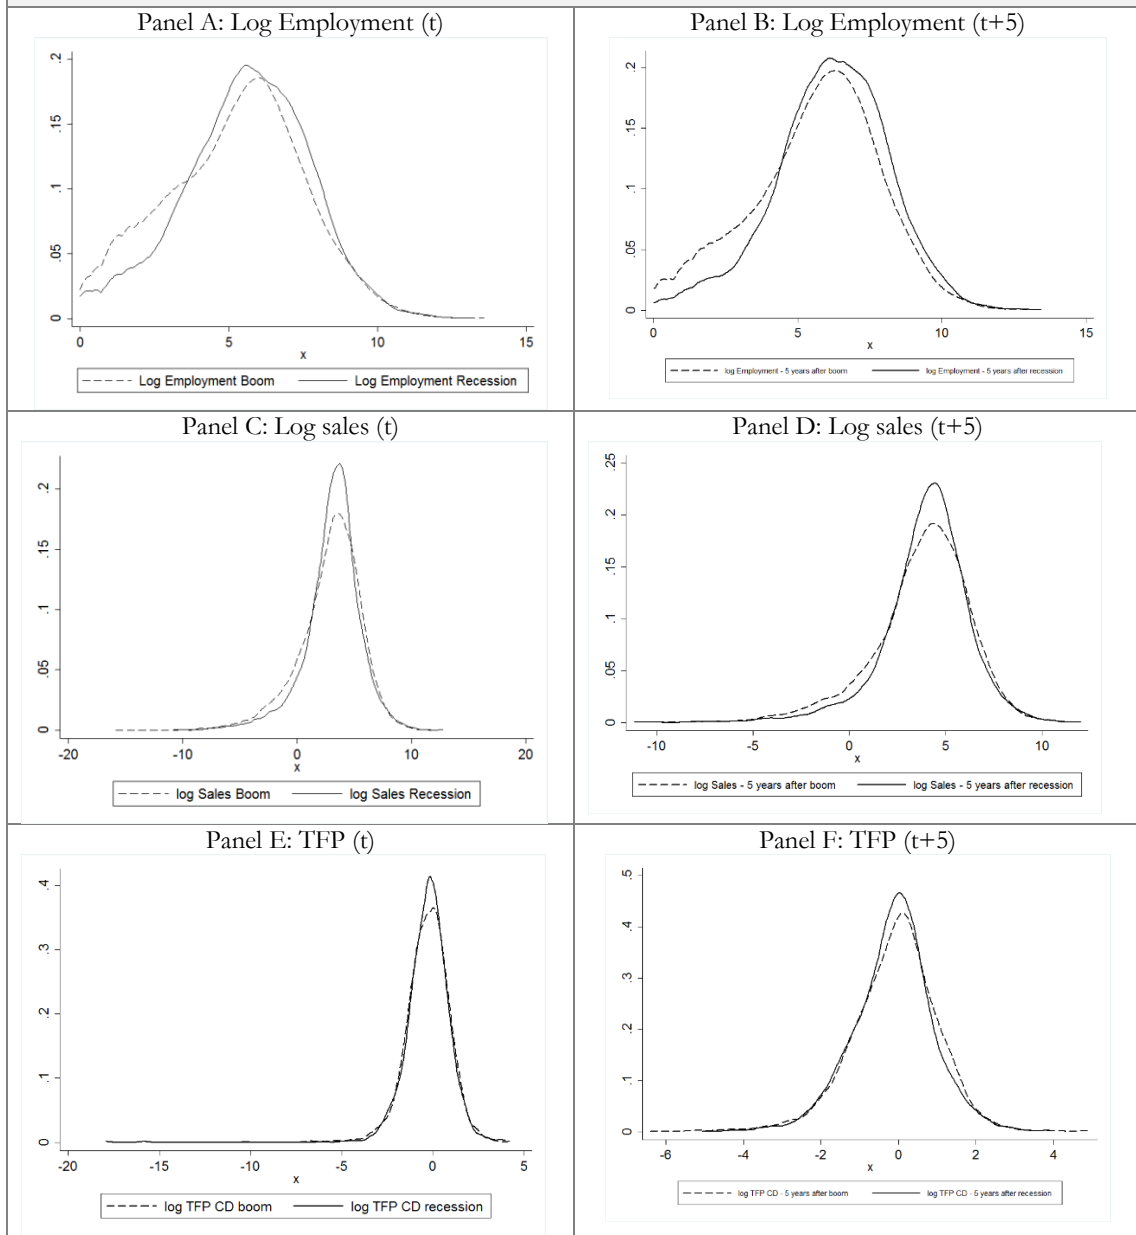 Panel A: Log Employment (t)
.2
.15
.1
.05
0
0 5 10 15
x
Log Employment Boom Log Employment Recession
Panel B: Log Employment (t+5)
.2
.15
.1
.05
0
0 5 10 15
x
log Employment - 5 years after boom log Employment - 5 years after recession
Panel C: Log sales (t)
.2
.15
.1
.05
0
-20 -10 0 10 20
x
log Sales Boom log Sales Recession
Panel D: Log sales (t+5)
.25
.2
.15
.1
.05
0
-10 -5 0 5 10
x
log Sales - 5 years after boom log Sales - 5 years after recession
Panel E: TFP (t)
.4
.3
.2
.1
0
-20 -15 -10 -5 0 5
x
log TFP CD boom log TFP CD recession
Panel F: TFP (t+5)
.5
.4
.3
.2
.1
0
-6 -4 -2 0 2 4
x
log TFP CD - 5 years after boom log TFP CD - 5 years after recession